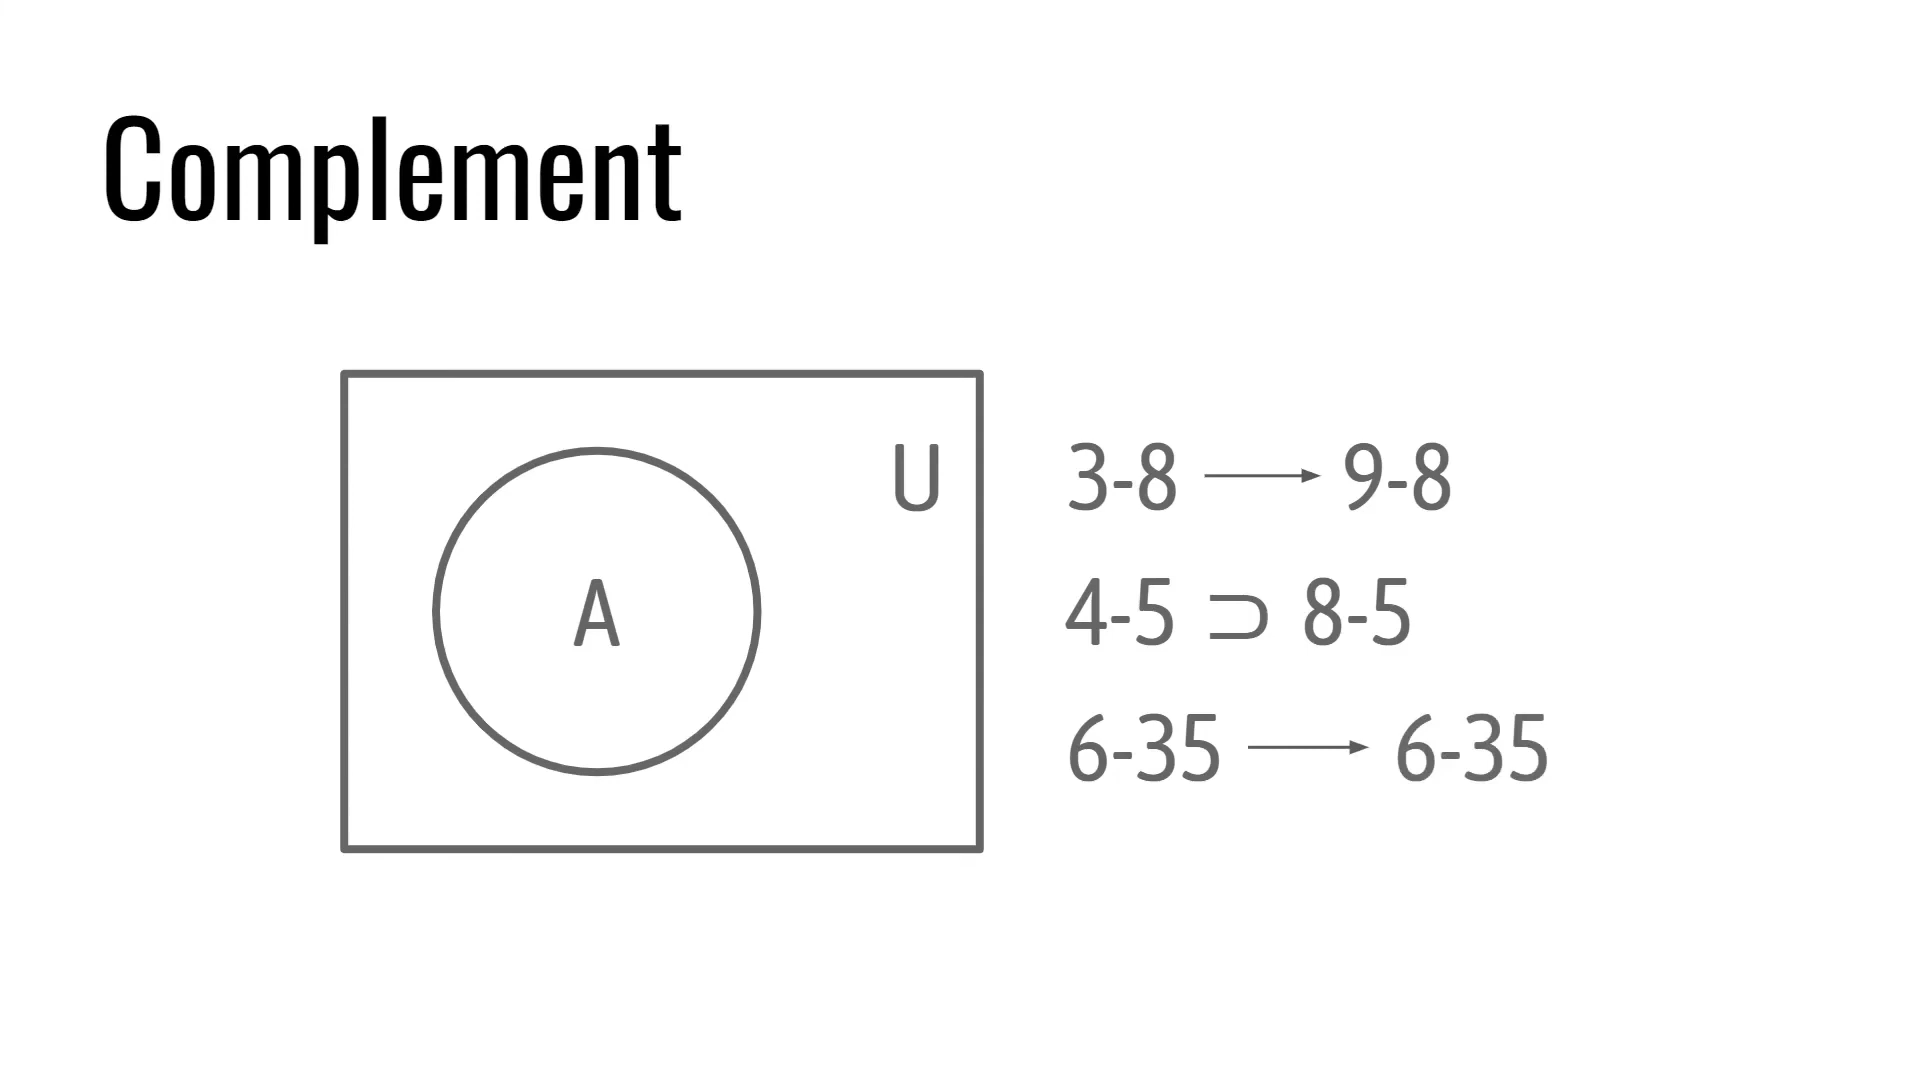 Complement
U
A
3-8 → 9-8
4-5 ⊃ 8-5
6-35 → 6-35